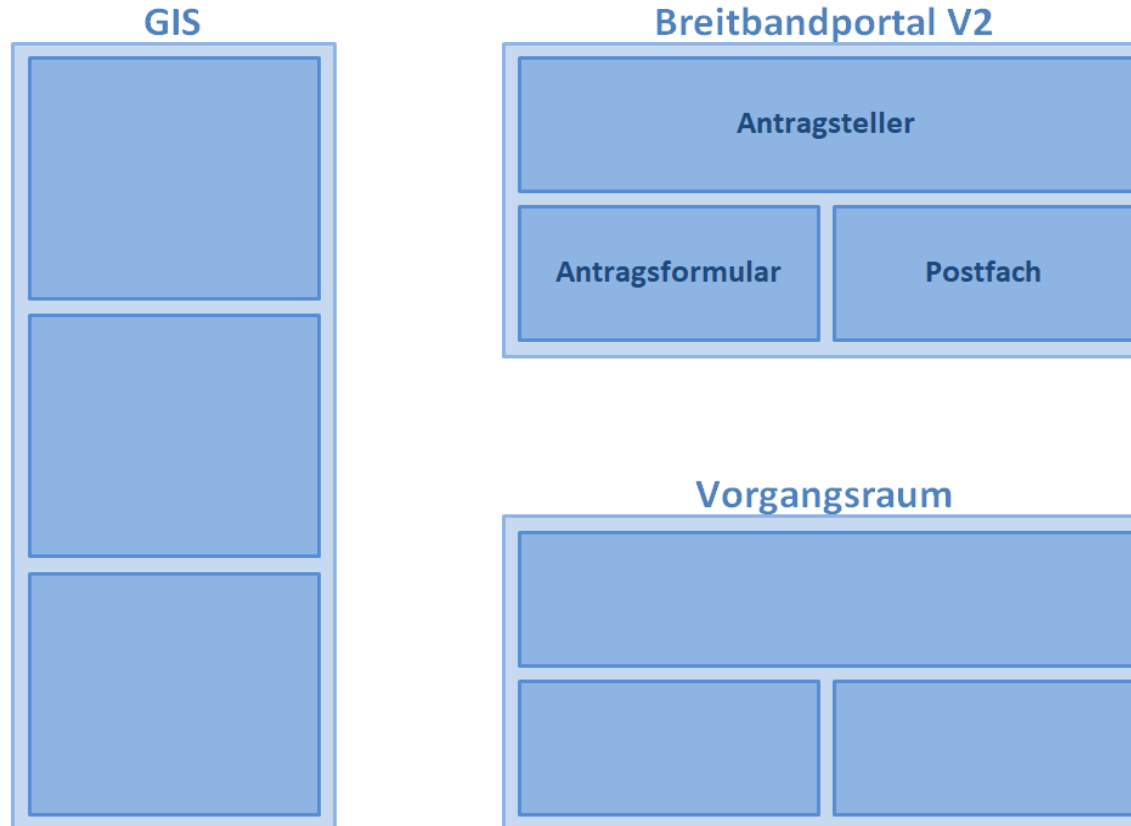 GIS
Breitbandportal V2
Antragsteller
Antragsformular
Postfach
Vorgangsraum